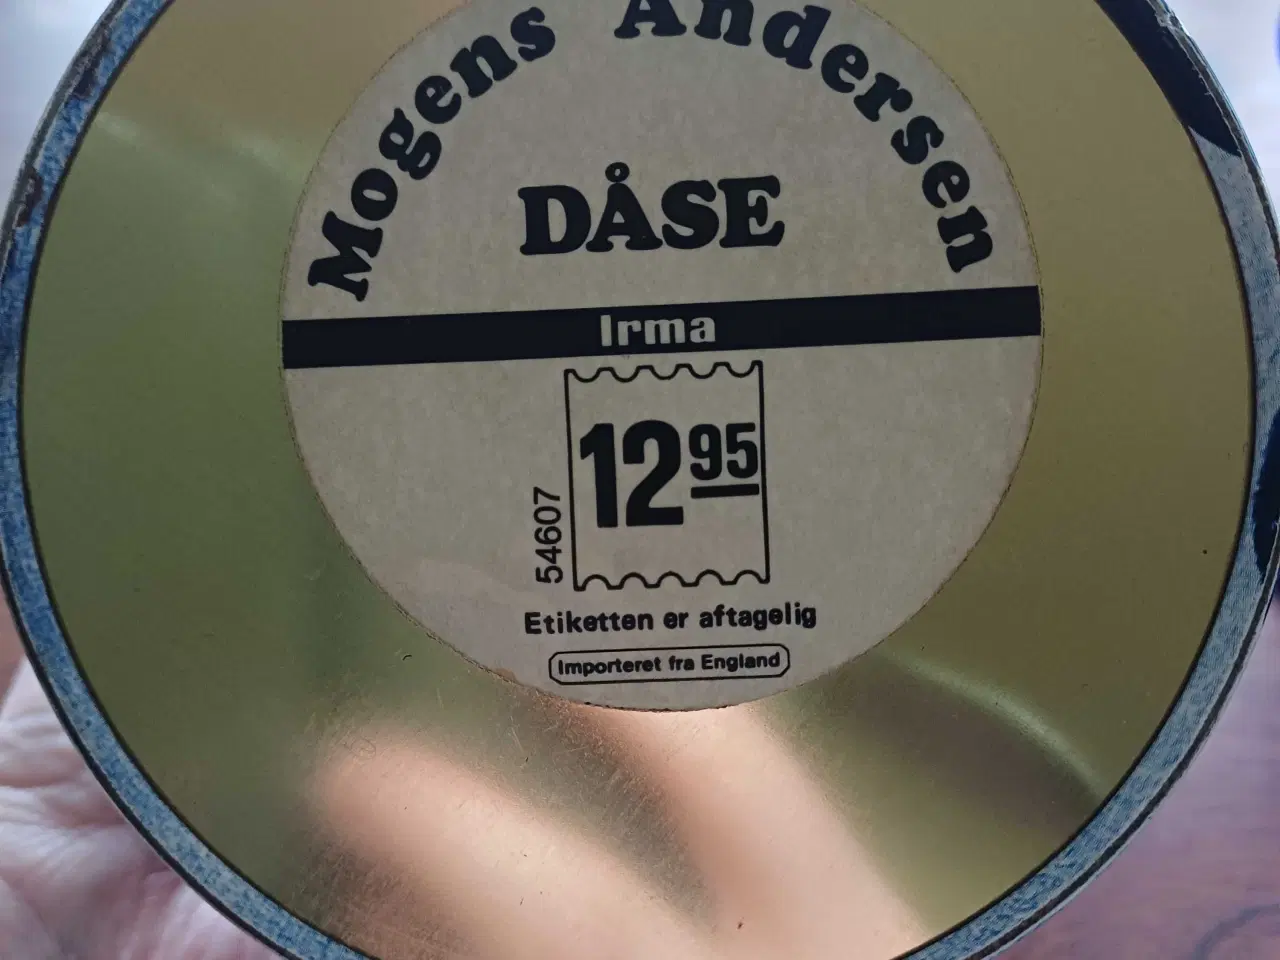 Mogens Andersen
DÅSE
Irma
12 95
54607
Etiketten er aftagelig
Importeret fra England